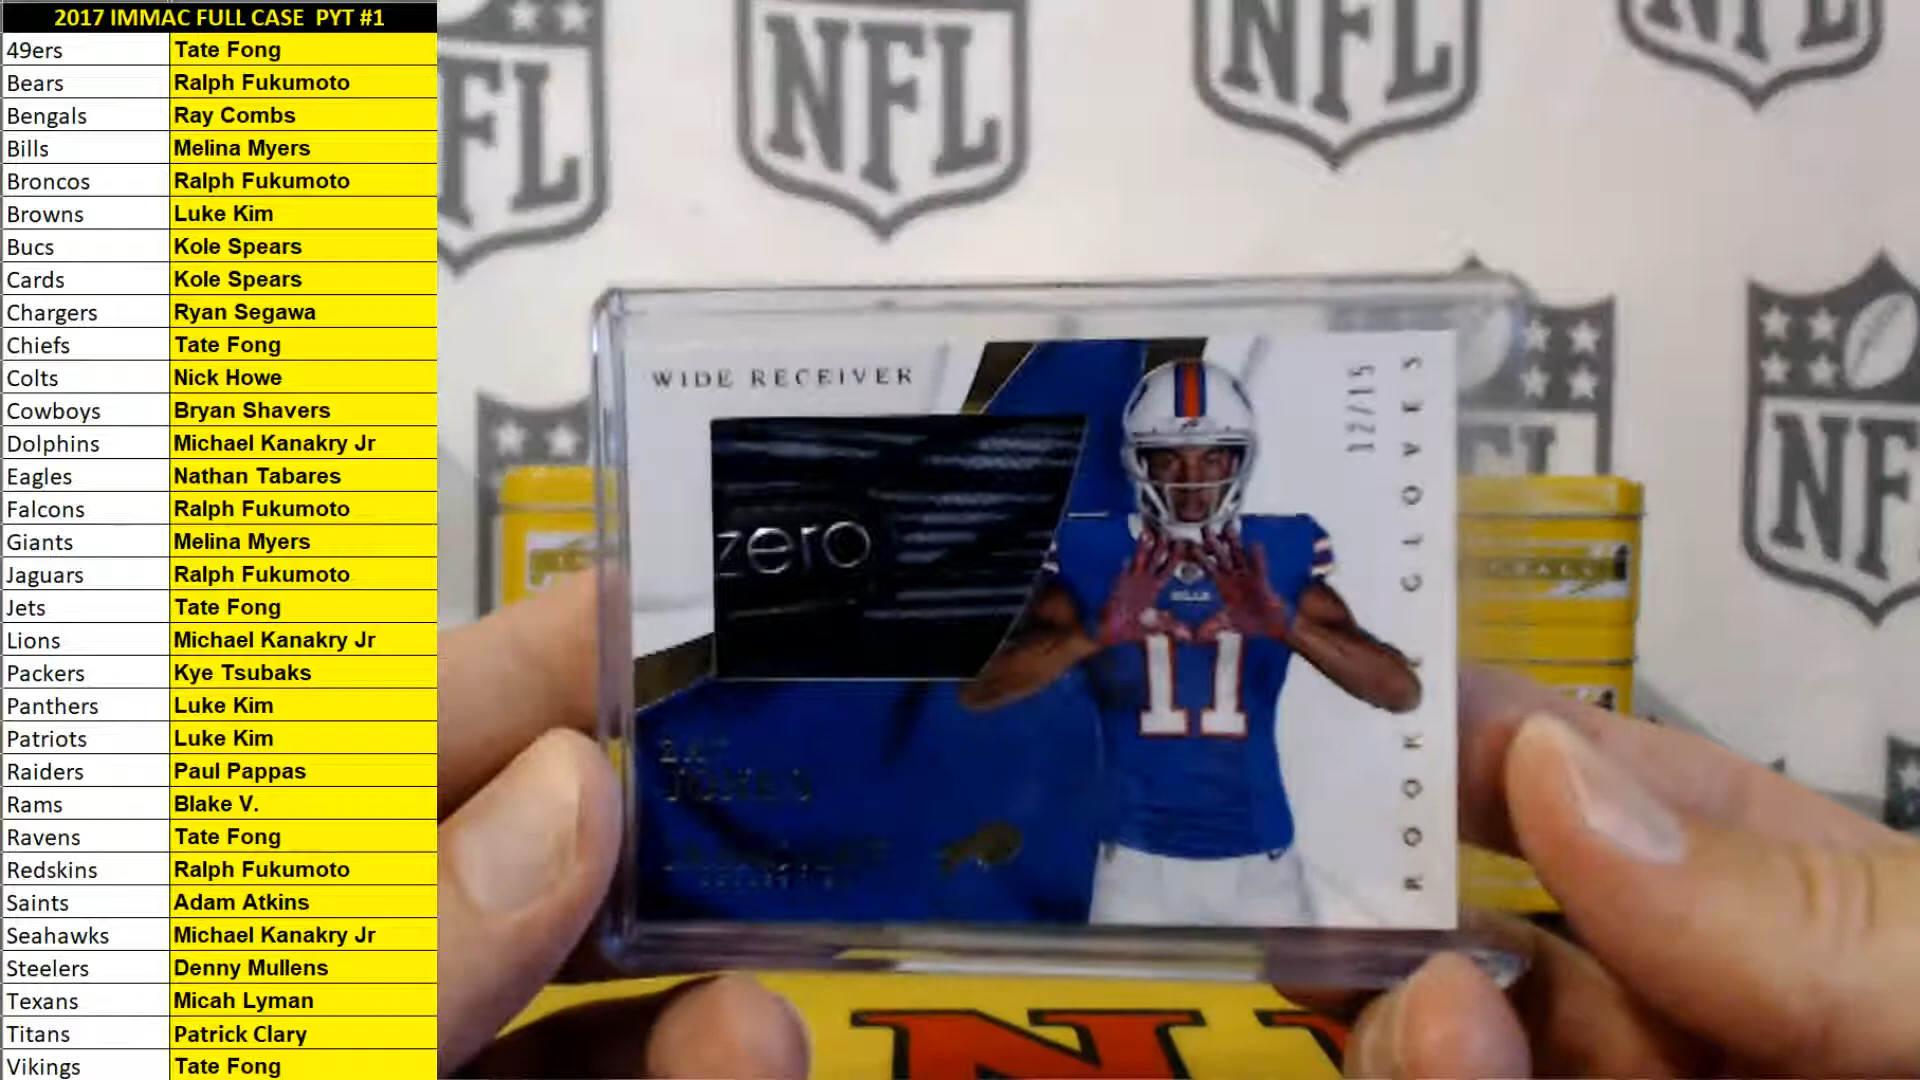 2017 IMMAC FULL CASE PYT #1
49ers Tate Fong
Bears Ralph Fukumoto
Bengals Ray Combs
Bills Melina Myers
Broncos Ralph Fukumoto
Browns Luke Kim
Bucs Kole Spears
Cards Kole Spears
Chargers Ryan Segawa
Chiefs Tate Fong
Colts Nick Howe
Cowboys Bryan Shavers
Dolphins Michael Kanakry Jr
Eagles Nathan Tabares
Falcons Ralph Fukumoto
Giants Melina Myers
Jaguars Ralph Fukumoto
Jets Tate Fong
Lions Michael Kanakry Jr
Packers Kye Tsubaks
Panthers Luke Kim
Patriots Luke Kim
Raiders Paul Pappas
Rams Blake V.
Ravens Tate Fong
Redskins Ralph Fukumoto
Saints Adam Atkins
Seahawks Michael Kanakry Jr
Steelers Denny Mullens
Texans Micah Lyman
Titans Patrick Clary
Vikings Tate Fong
NFL
NFL
NFL
WIDE RECEIVER
zero
12/15
ROOKIE GLOVES
BILLS
11
JONES